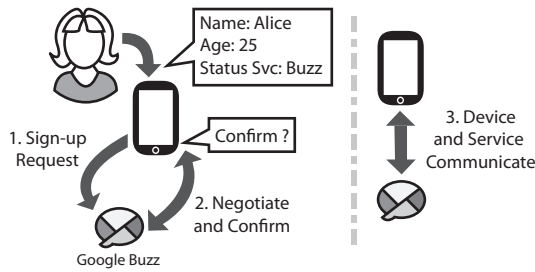 Name: Alice
Age: 25
Status Svc: Buzz
Confirm ?
1. Sign-up
Request
2. Negotiate
and Confirm
Google Buzz
3. Device
and Service
Communicate